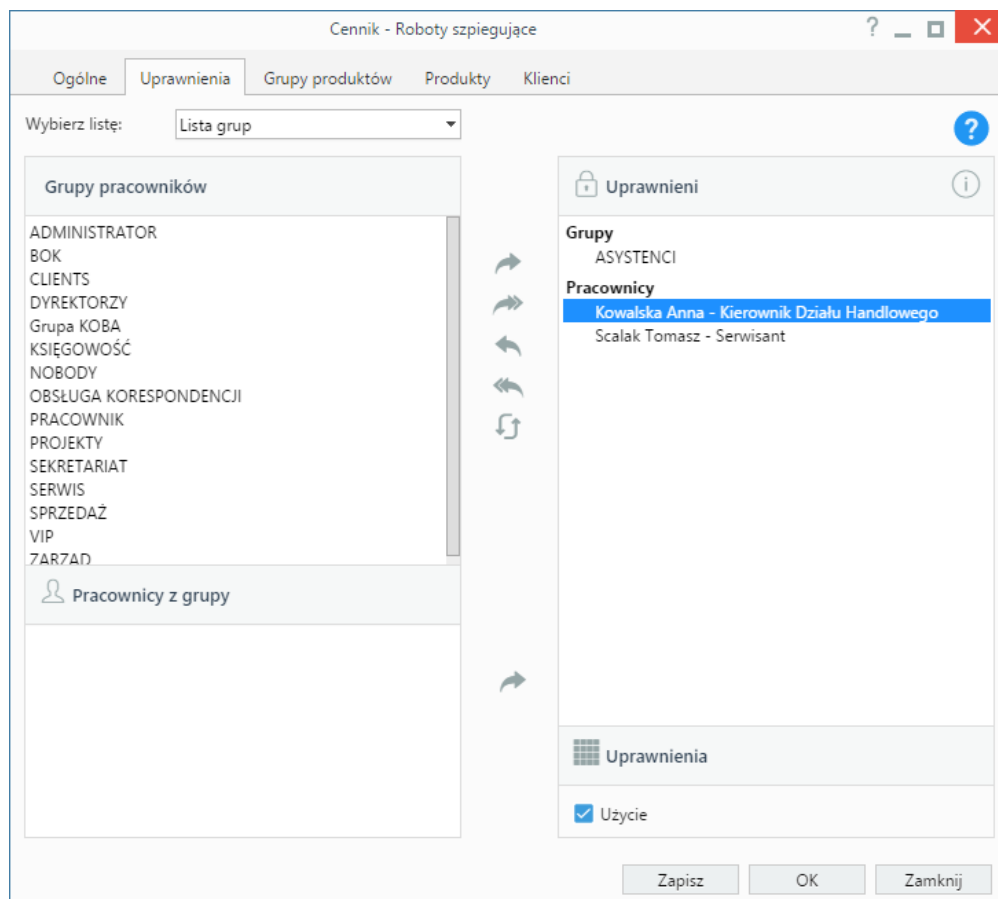 Cennik - Roboty szpiegujące
Ogólne Uprawnienia Grupy produktów Produkty Klienci
Wybierz listę: Lista grup
Grupy pracowników
ADMINISTRATOR
BOK
CLIENTS
DYREKTORZY
Grupa KOBA
KSIĘGOWOŚĆ
NOBODY
OBSŁUGA KORESPONDENCJI
PRACOWNIK
PROJEKTY
SEKRETARIAT
SERWIS
SPRZEDAŻ
VIP
ZARZAD
Pracownicy z grupy
Uprawnieni
Grupy
ASYSTENCI
Pracownicy
Kowalska Anna - Kierownik Działu Handlowego
Scalak Tomasz - Serwisant
Uprawnienia
Użycie
Zapisz OK Zamknij